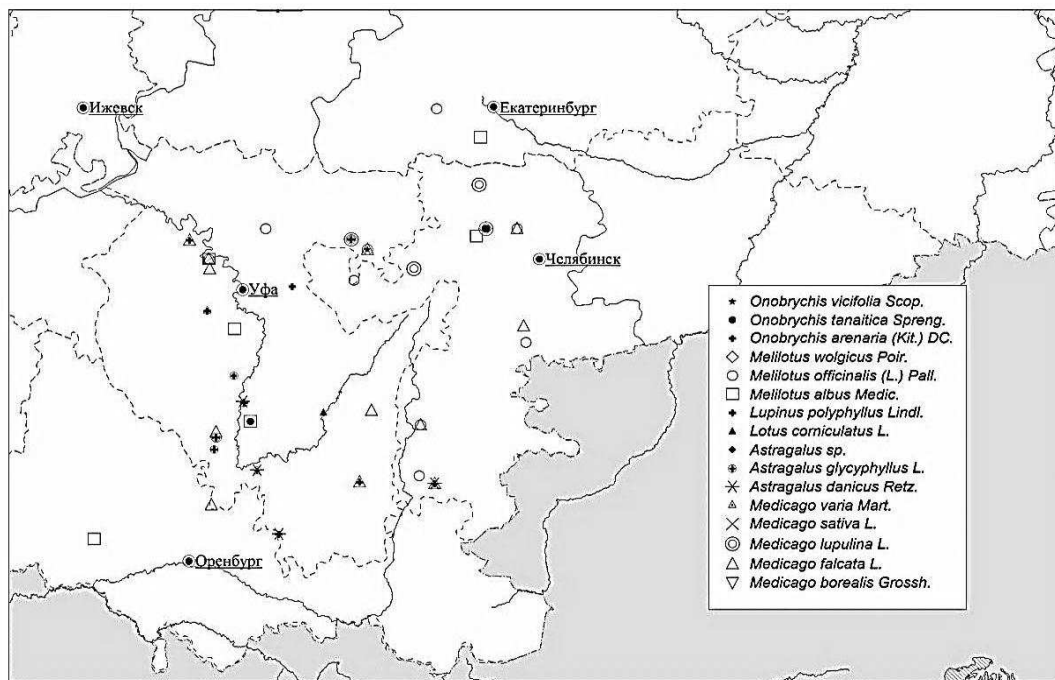 Ижевск
Екатеринбург
Челябинск
Уфа
Оренбург
Onobrychis vicifolia Scop.
Onobrychis tanaitica Spreng.
Onobrychis arenaria (Kit.) DC.
Melilotus wolgicus Poir.
Melilotus officinalis (L.) Pall.
Melilotus albus Medic.
Lupinus polyphyllus Lindl.
Lotus corniculatus L.
Astragalus sp.
Astragalus glycyphyllus L.
Astragalus danicus Retz.
Medicago varia Mart.
Medicago sativa L.
Medicago lupulina L.
Medicago falcata L.
Medicago borealis Grossh.